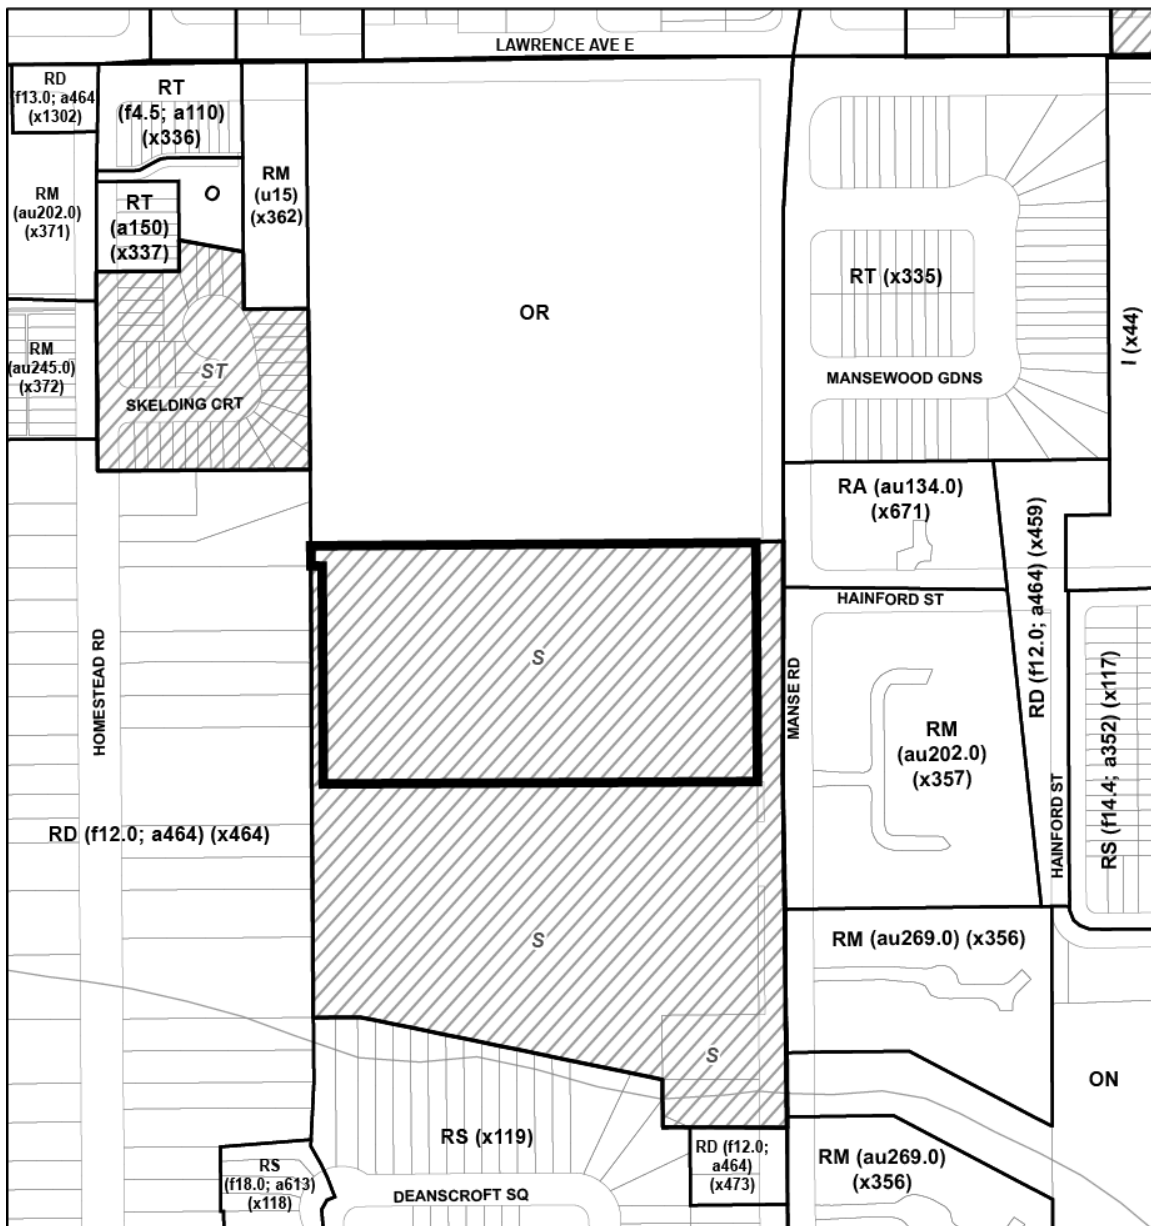 LAWRENCE AVE E
RD
(f13.0; a464)
(x1302)
RT
(f4.5; a110)
(x336)
RM
(u15)
(x362)
RM
(au202.0)
(x371)
RT
(a150)
(x337)
O
OR
RT (x335)
I (x44)
RM
(au245.0)
(x372)
ST
SKELDING CRT
MANSEWOOD GDNS
RA (au134.0)
(x671)
RD (f12.0; a464) (x459)
HAINFORD ST
HOMESTEAD RD
S
MANSE RD
RM
(au202.0)
(x357)
HAINFORD ST
RS (f14.4; a352) (x117)
RD (f12.0; a464) (x464)
S
RM (au269.0) (x356)
S
ON
RS (x119)
RD (f12.0;
a464)
(x473)
RM (au269.0)
(x356)
RS
(f18.0; a613)
(x118)
DEANSCROFT SQ